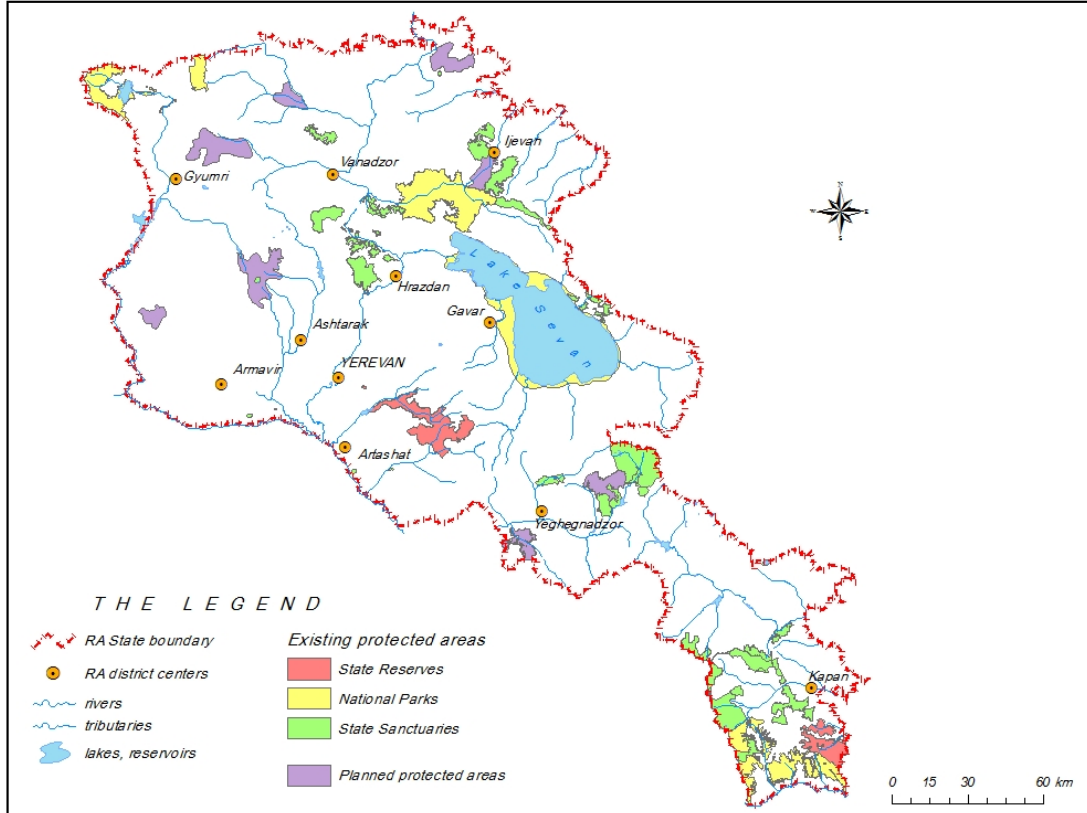 Ijevah
Vanadzor
Gyumri
N
W E
S
Lake Sevan
Hrazdan
Gavar
Ashtarak
YEREVAN
Armavir
Artashat
Yeghegnadzor
Kapan
THE LEGEND
RA State boundary
RA district centers
rivers
tributaries
lakes, reservoirs
Existing protected areas
State Reserves
National Parks
State Sanctuaries
Planned protected areas
0 15 30 60 km